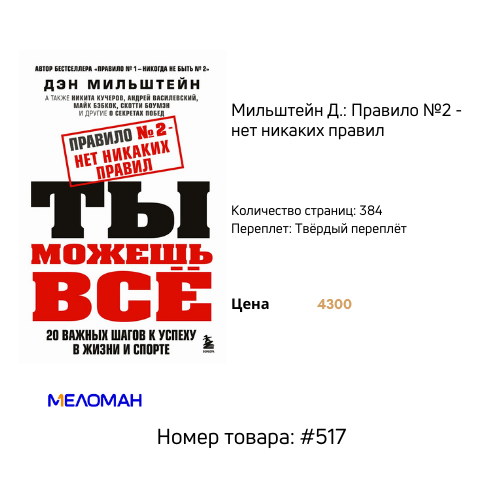 АВТОР БЕСТСЕЛЛЕРА «ПРАВИЛО № 1 – НИКОГДА НЕ БЫТЬ № 2»
ДЭН МИЛЬШТЕЙН
А ТАКЖЕ НИКИТА КУЧЕРОВ, АНДРЕЙ ВАСИЛЕВСКИЙ,
МАЙК БЭБКОК, СКОТТИ БОУМЭН
И ДРУГИЕ О СЕКРЕТАХ ПОБЕД
ПРАВИЛО № 2 -
НЕТ НИКАКИХ
ПРАВИЛ
ТЫ
МОЖЕШЬ
ВСЁ
20 ВАЖНЫХ ШАГОВ К УСПЕХУ
В ЖИЗНИ И СПОРТЕ
Мильштейн Д.: Правило №2 -
нет никаких правил
Количество страниц: 384
Переплет: Твёрдый переплёт
Цена 4300
МЕЛОМАН
Номер товара: #517